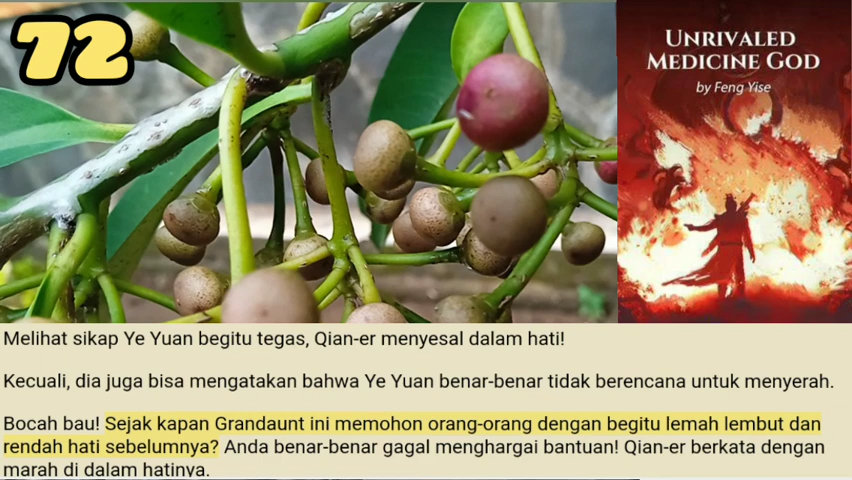 72
UNRIVALED
MEDICINE GOD
by Feng Yise
Melihat sikap Ye Yuan begitu tegas, Qian-er menyesal dalam hati!
Kecuali, dia juga bisa mengatakan bahwa Ye Yuan benar-benar tidak berencana untuk menyerah.
Bocah bau! Sejak kapan Grandaunt ini memohon orang-orang dengan begitu lemah lembut dan
rendah hati sebelumnya? Anda benar-benar gagal menghargai bantuan! Qian-er berkata dengan
marah di dalam hatinya.